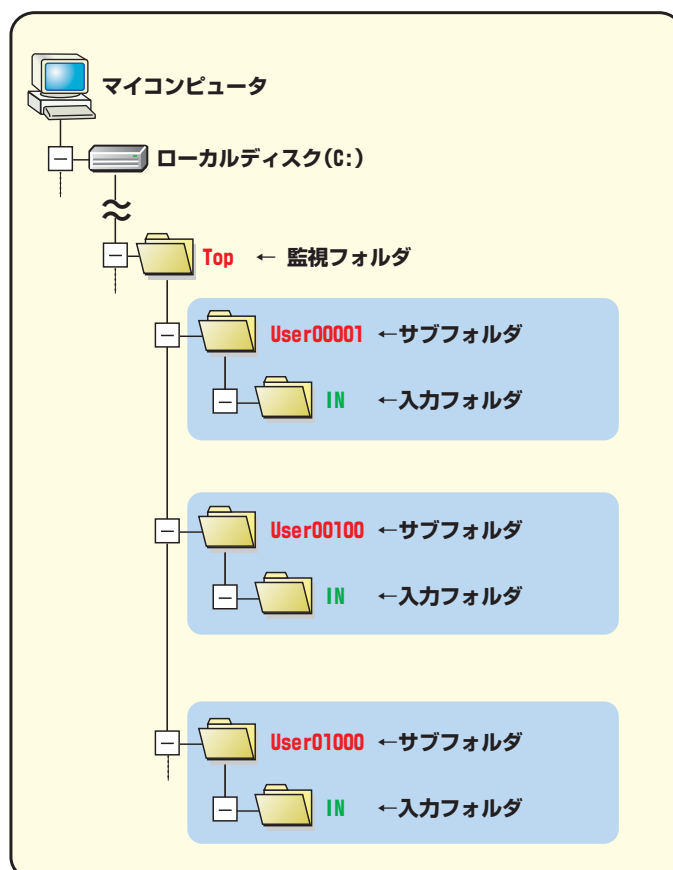 マイコンピュータ
ローカルディスク(C:)
Top ← 監視フォルダ
User00001 ←サブフォルダ
IN ←入力フォルダ
User00100 ←サブフォルダ
IN ←入力フォルダ
User01000 ←サブフォルダ
IN ←入力フォルダ